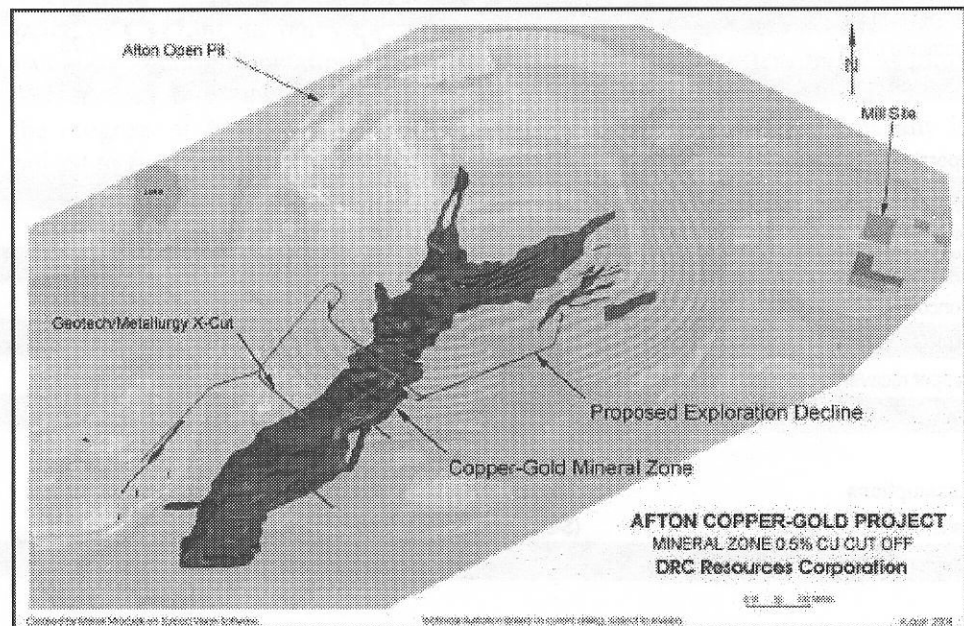 Afton Open Pit
N
Mill Site
Geotech/Metallurgy X-Cut
Proposed Exploration Decline
Copper-Gold Mineral Zone
AFTON COPPER-GOLD PROJECT
MINERAL ZONE 0.5% CU CUT OFF
DRC Resources Corporation